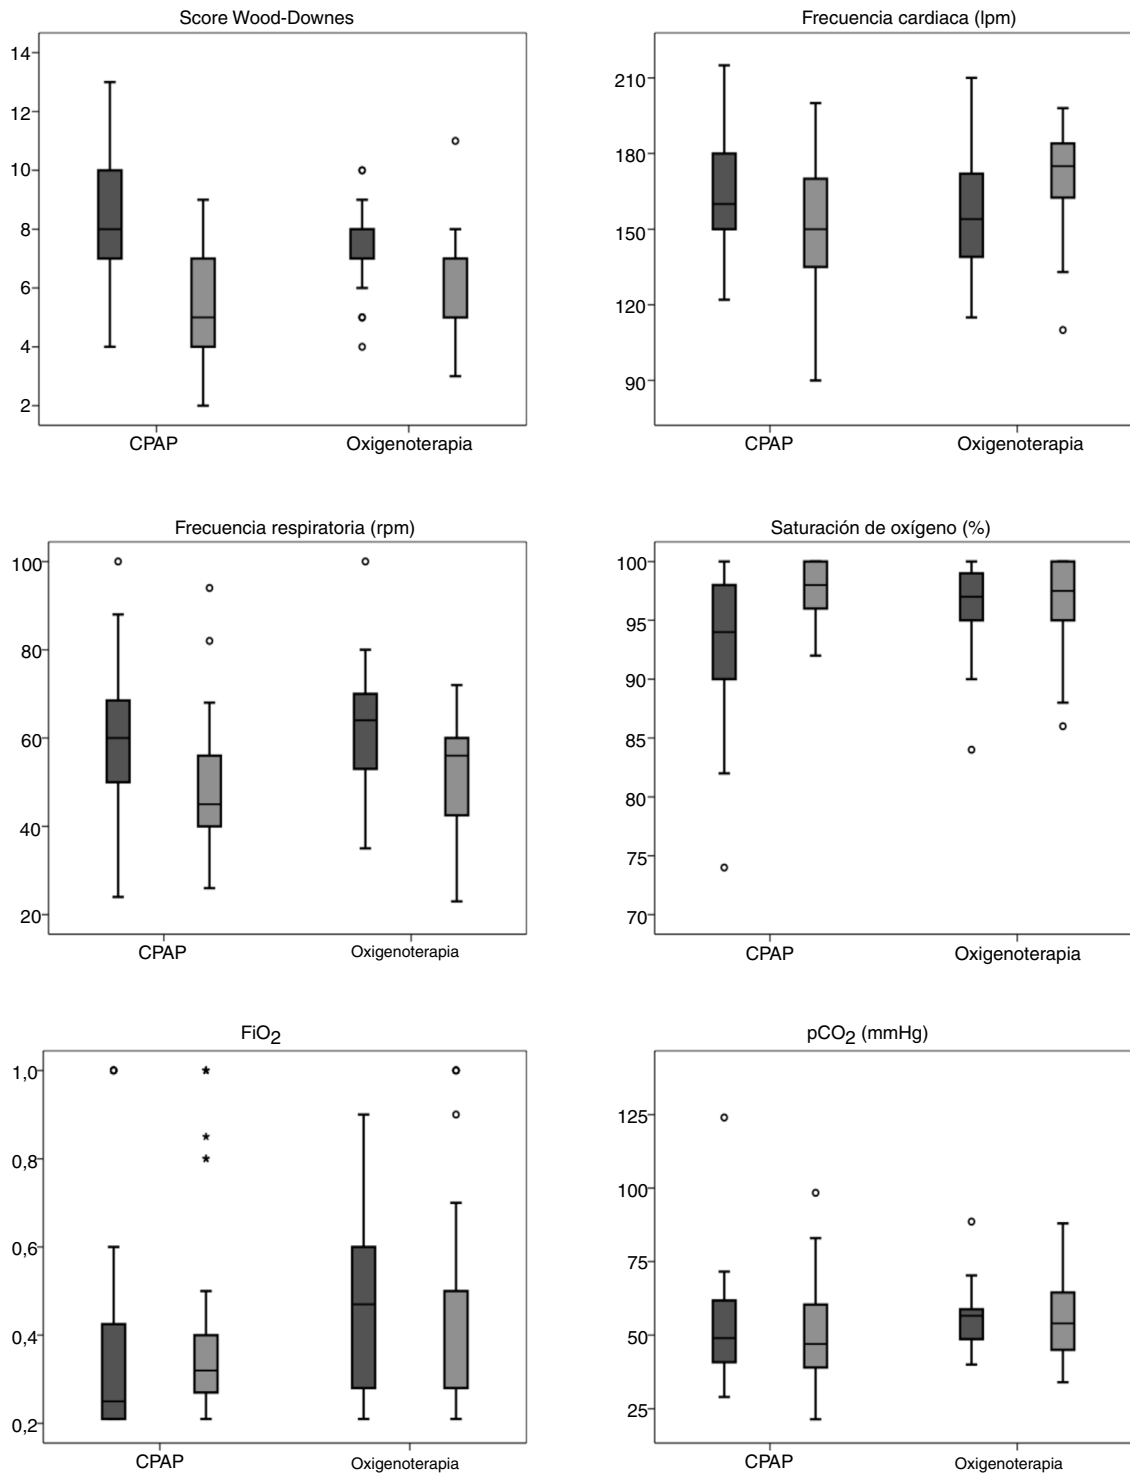 Score Wood-Downes
14
12
10
8
6
4
2
CPAP Oxigenoterapia
Frecuencia cardiaca (lpm)
210
180
150
120
90
CPAP Oxigenoterapia
Frecuencia respiratoria (rpm)
100
80
60
40
20
CPAP Oxigenoterapia
Saturación de oxígeno (%)
100
95
90
85
80
75
70
CPAP Oxigenoterapia
FiO2
1,0
0,8
0,6
0,4
0,2
CPAP Oxigenoterapia
pCO2 (mmHg)
125
100
75
50
25
CPAP Oxigenoterapia